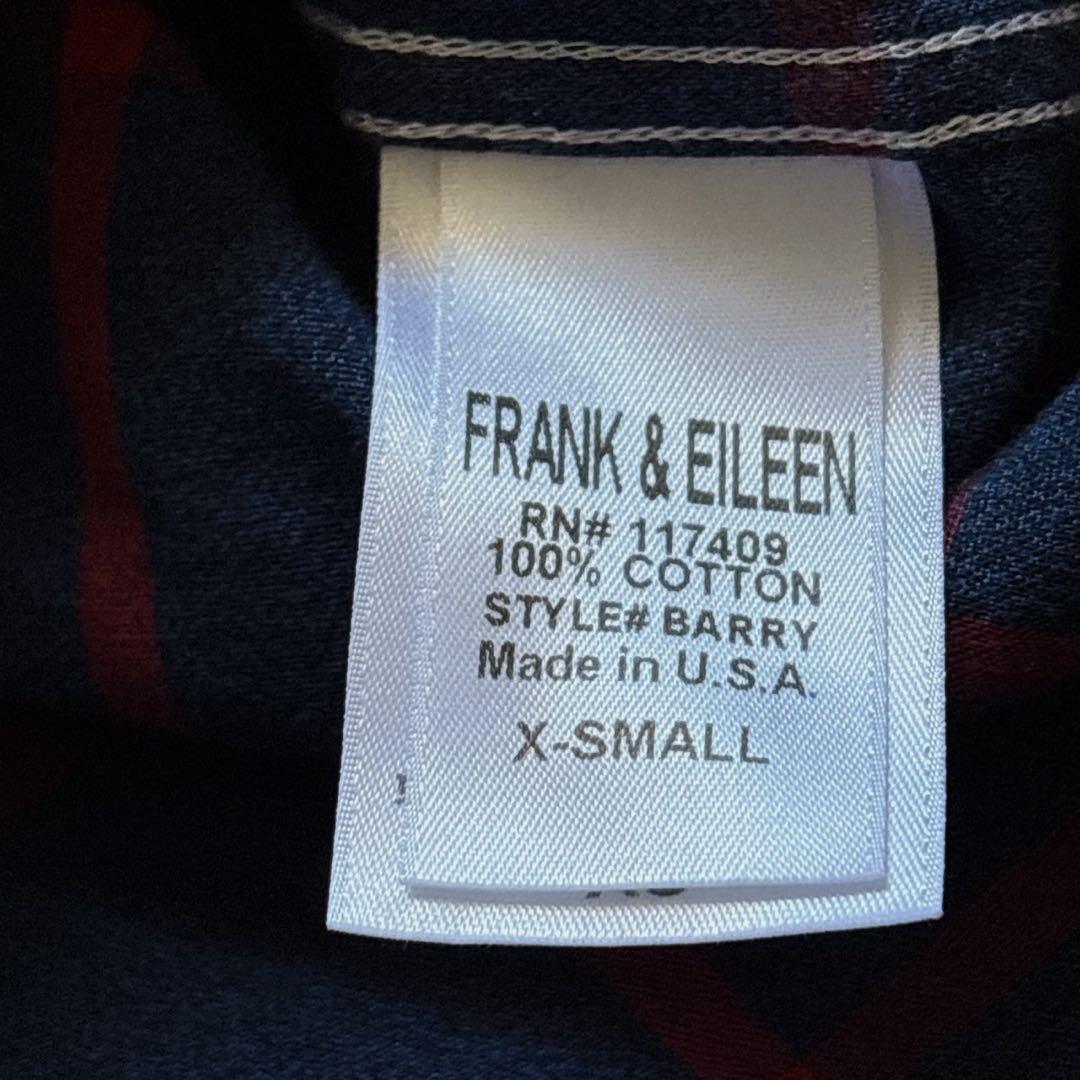 FRANK & EILEEN
RN# 117409
100% COTTON
STYLE# BARRY
Made in U.S.A.
X-SMALL